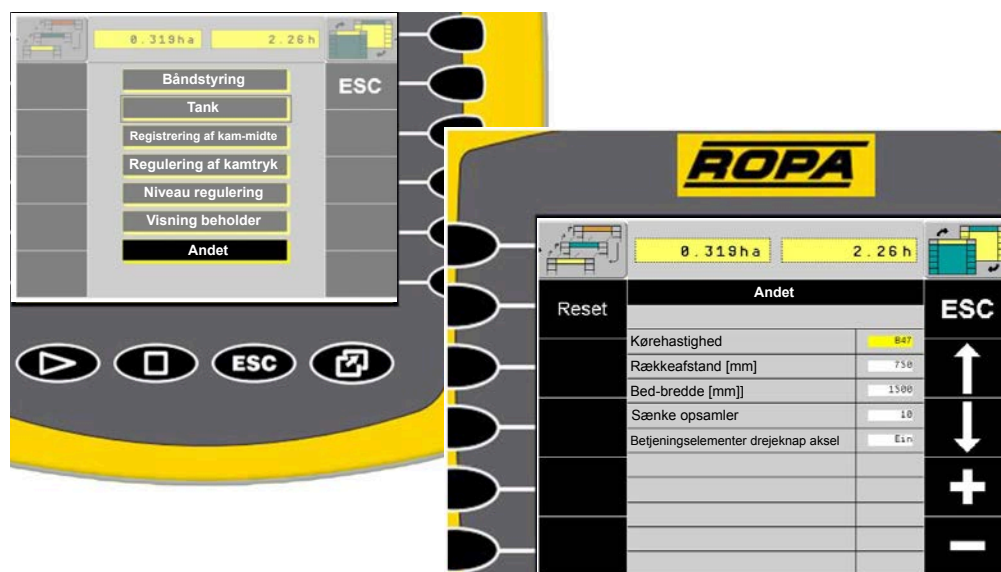 0.319ha 2.26h
Båndstyring
ESC
Tank
Registrering af kam-midte
Regulering af kamtryk
Niveau regulering
Visning beholder
Andet
ESC
ROPA
0.319ha 2.26h
Andet
Reset
ESC
Kørehastighed 847
Rækkeafstand [mm] 750
Bed-bredde [mm]] 1500
Sænke opsamler 10
Betjeningselementer drejeknap aksel Ein